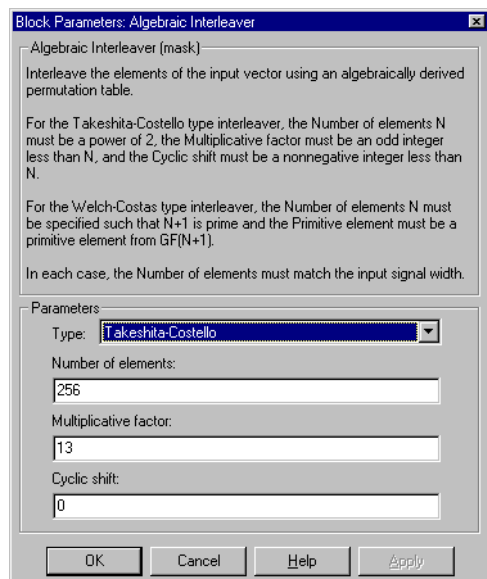 Block Parameters: Algebraic Interleaver
Algebraic Interleaver (mask)
Interleave the elements of the input vector using an algebraically derived
permutation table.
For the Takeshita-Costello type interleaver, the Number of elements N
must be a power of 2, the Multiplicative factor must be an odd integer
less than N, and the Cyclic shift must be a nonnegative integer less than
N.
For the Welch-Costas type interleaver, the Number of elements N must
be specified such that N+1 is prime and the Primitive element must be a
primitive element from GF(N+1).
In each case, the Number of elements must match the input signal width.
Parameters
Type: Takeshita-Costello
Number of elements:
256
Multiplicative factor:
13
Cyclic shift:
0
OK Cancel Help Apply